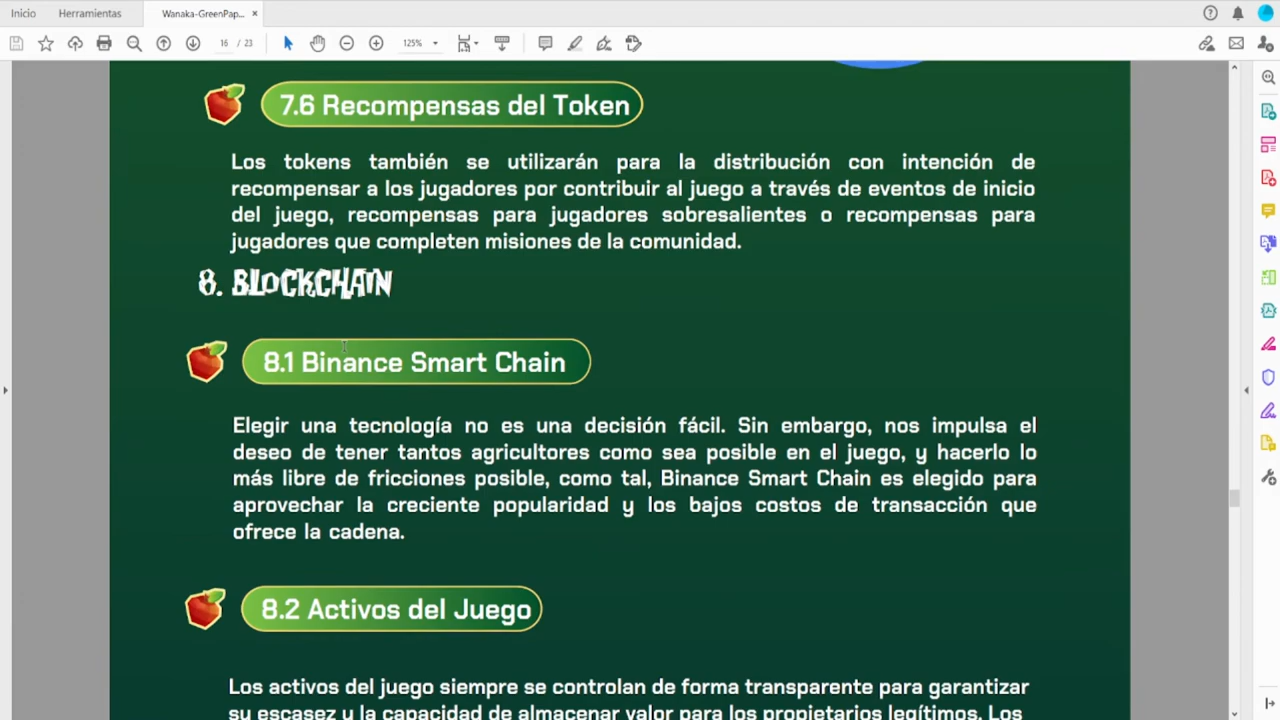 Inicio
Herramientas
Wanaka-GreenPap...
16 / 23
125%
7.6 Recompensas del Token
Los tokens también se utilizarán para la distribución con intención de
recompensar a los jugadores por contribuir al juego a través de eventos de inicio
del juego, recompensas para jugadores sobresalientes o recompensas para
jugadores que completen misiones de la comunidad.
8. BLOCKCHAIN
8.1 Binance Smart Chain
Elegir una tecnología no es una decisión fácil. Sin embargo, nos impulsa el
deseo de tener tantos agricultores como sea posible en el juego, y hacerlo lo
más libre de fricciones posible, como tal, Binance Smart Chain es elegido para
aprovechar la creciente popularidad y los bajos costos de transacción que
ofrece la cadena.
8.2 Activos del Juego
Los activos del juego siempre se controlan de forma transparente para garantizar
su escasez y la capacidad de almacenar valor para los propietarios legítimos. Los